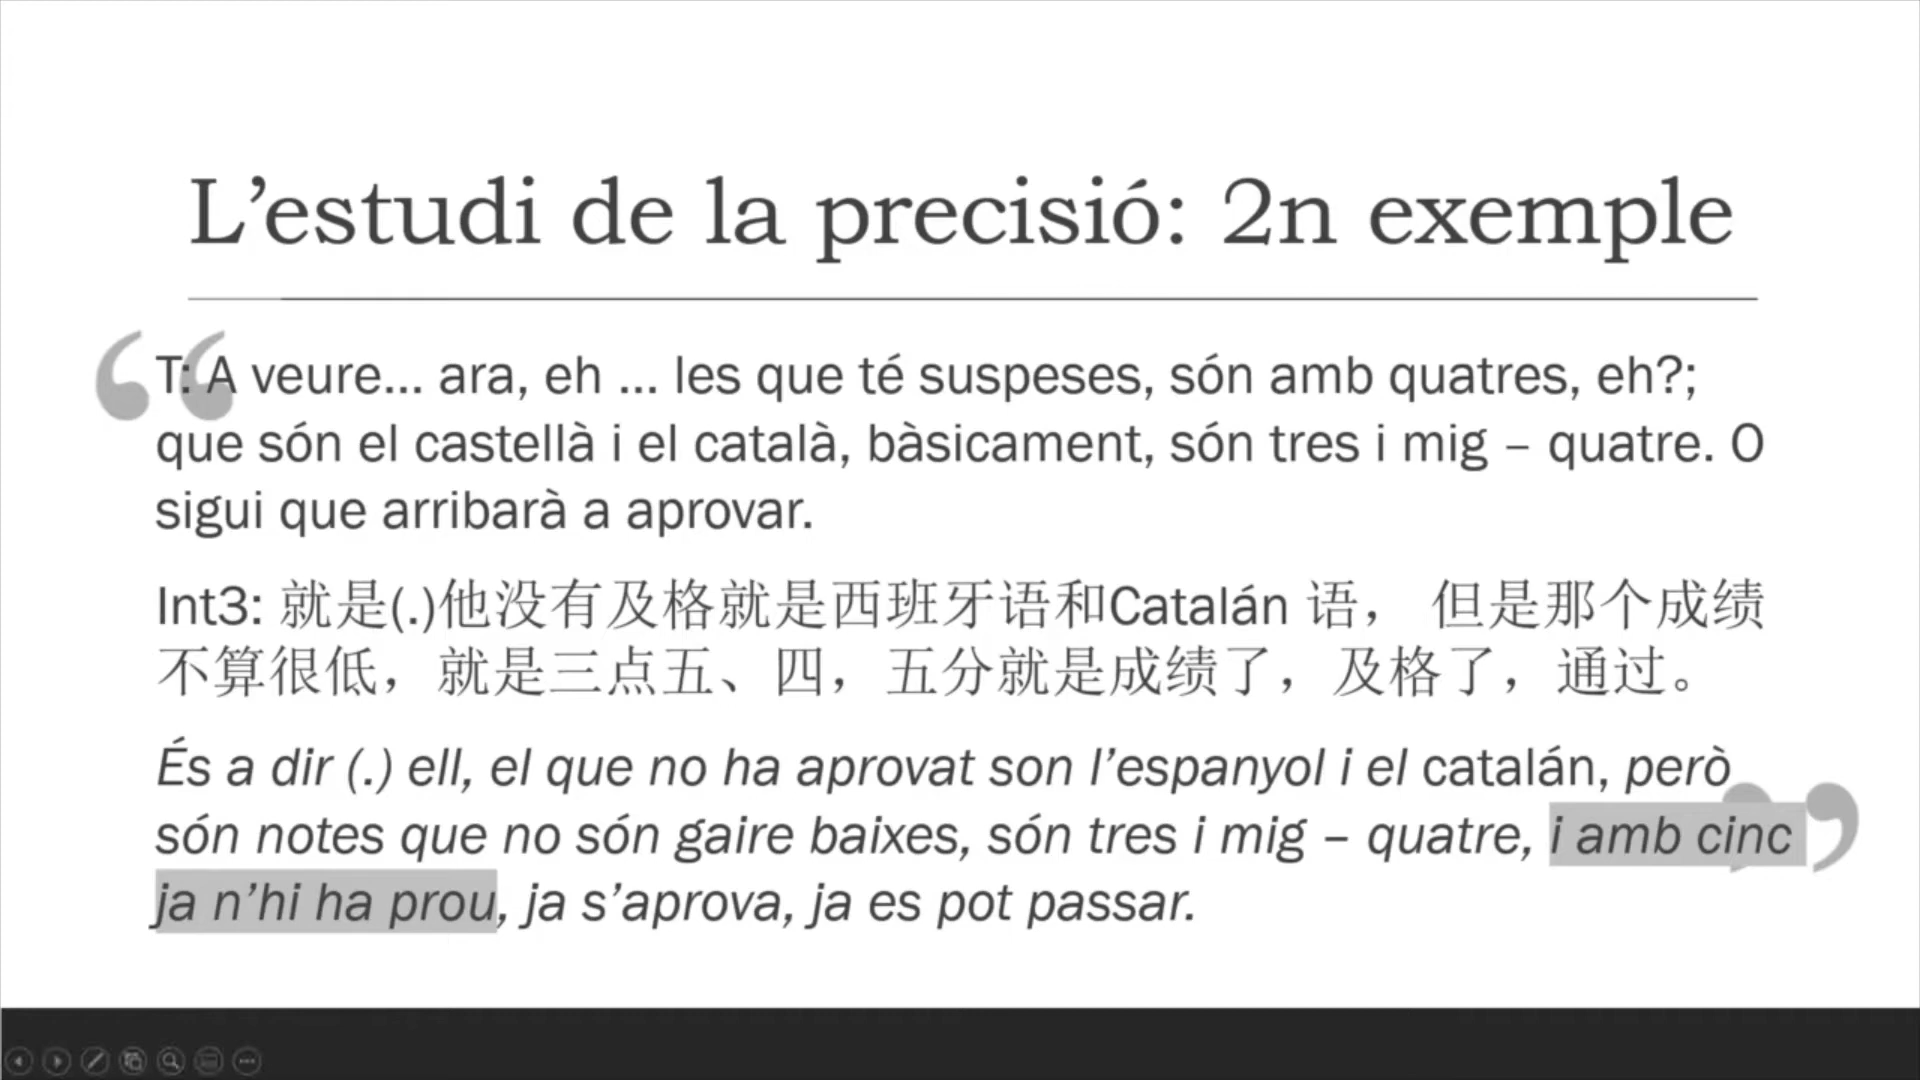 L’estudi de la precisió: 2n exemple
T: A veure... ara, eh ... les que té suspeses, són amb quatres, eh?;
que són el castellà i el català, bàsicament, són tres i mig – quatre. O
sigui que arribarà a aprovar.
Int3: 就是(.)他没有及格就是西班牙语和Catalán 语， 但是那个成绩
不算很低，就是三点五、四，五分就是成绩了，及格了，通过。
És a dir (.) ell, el que no ha aprovat son l’espanyol i el catalán, però
són notes que no són gaire baixes, són tres i mig – quatre, i amb cinc
ja n’hi ha prou, ja s’aprova, ja es pot passar.